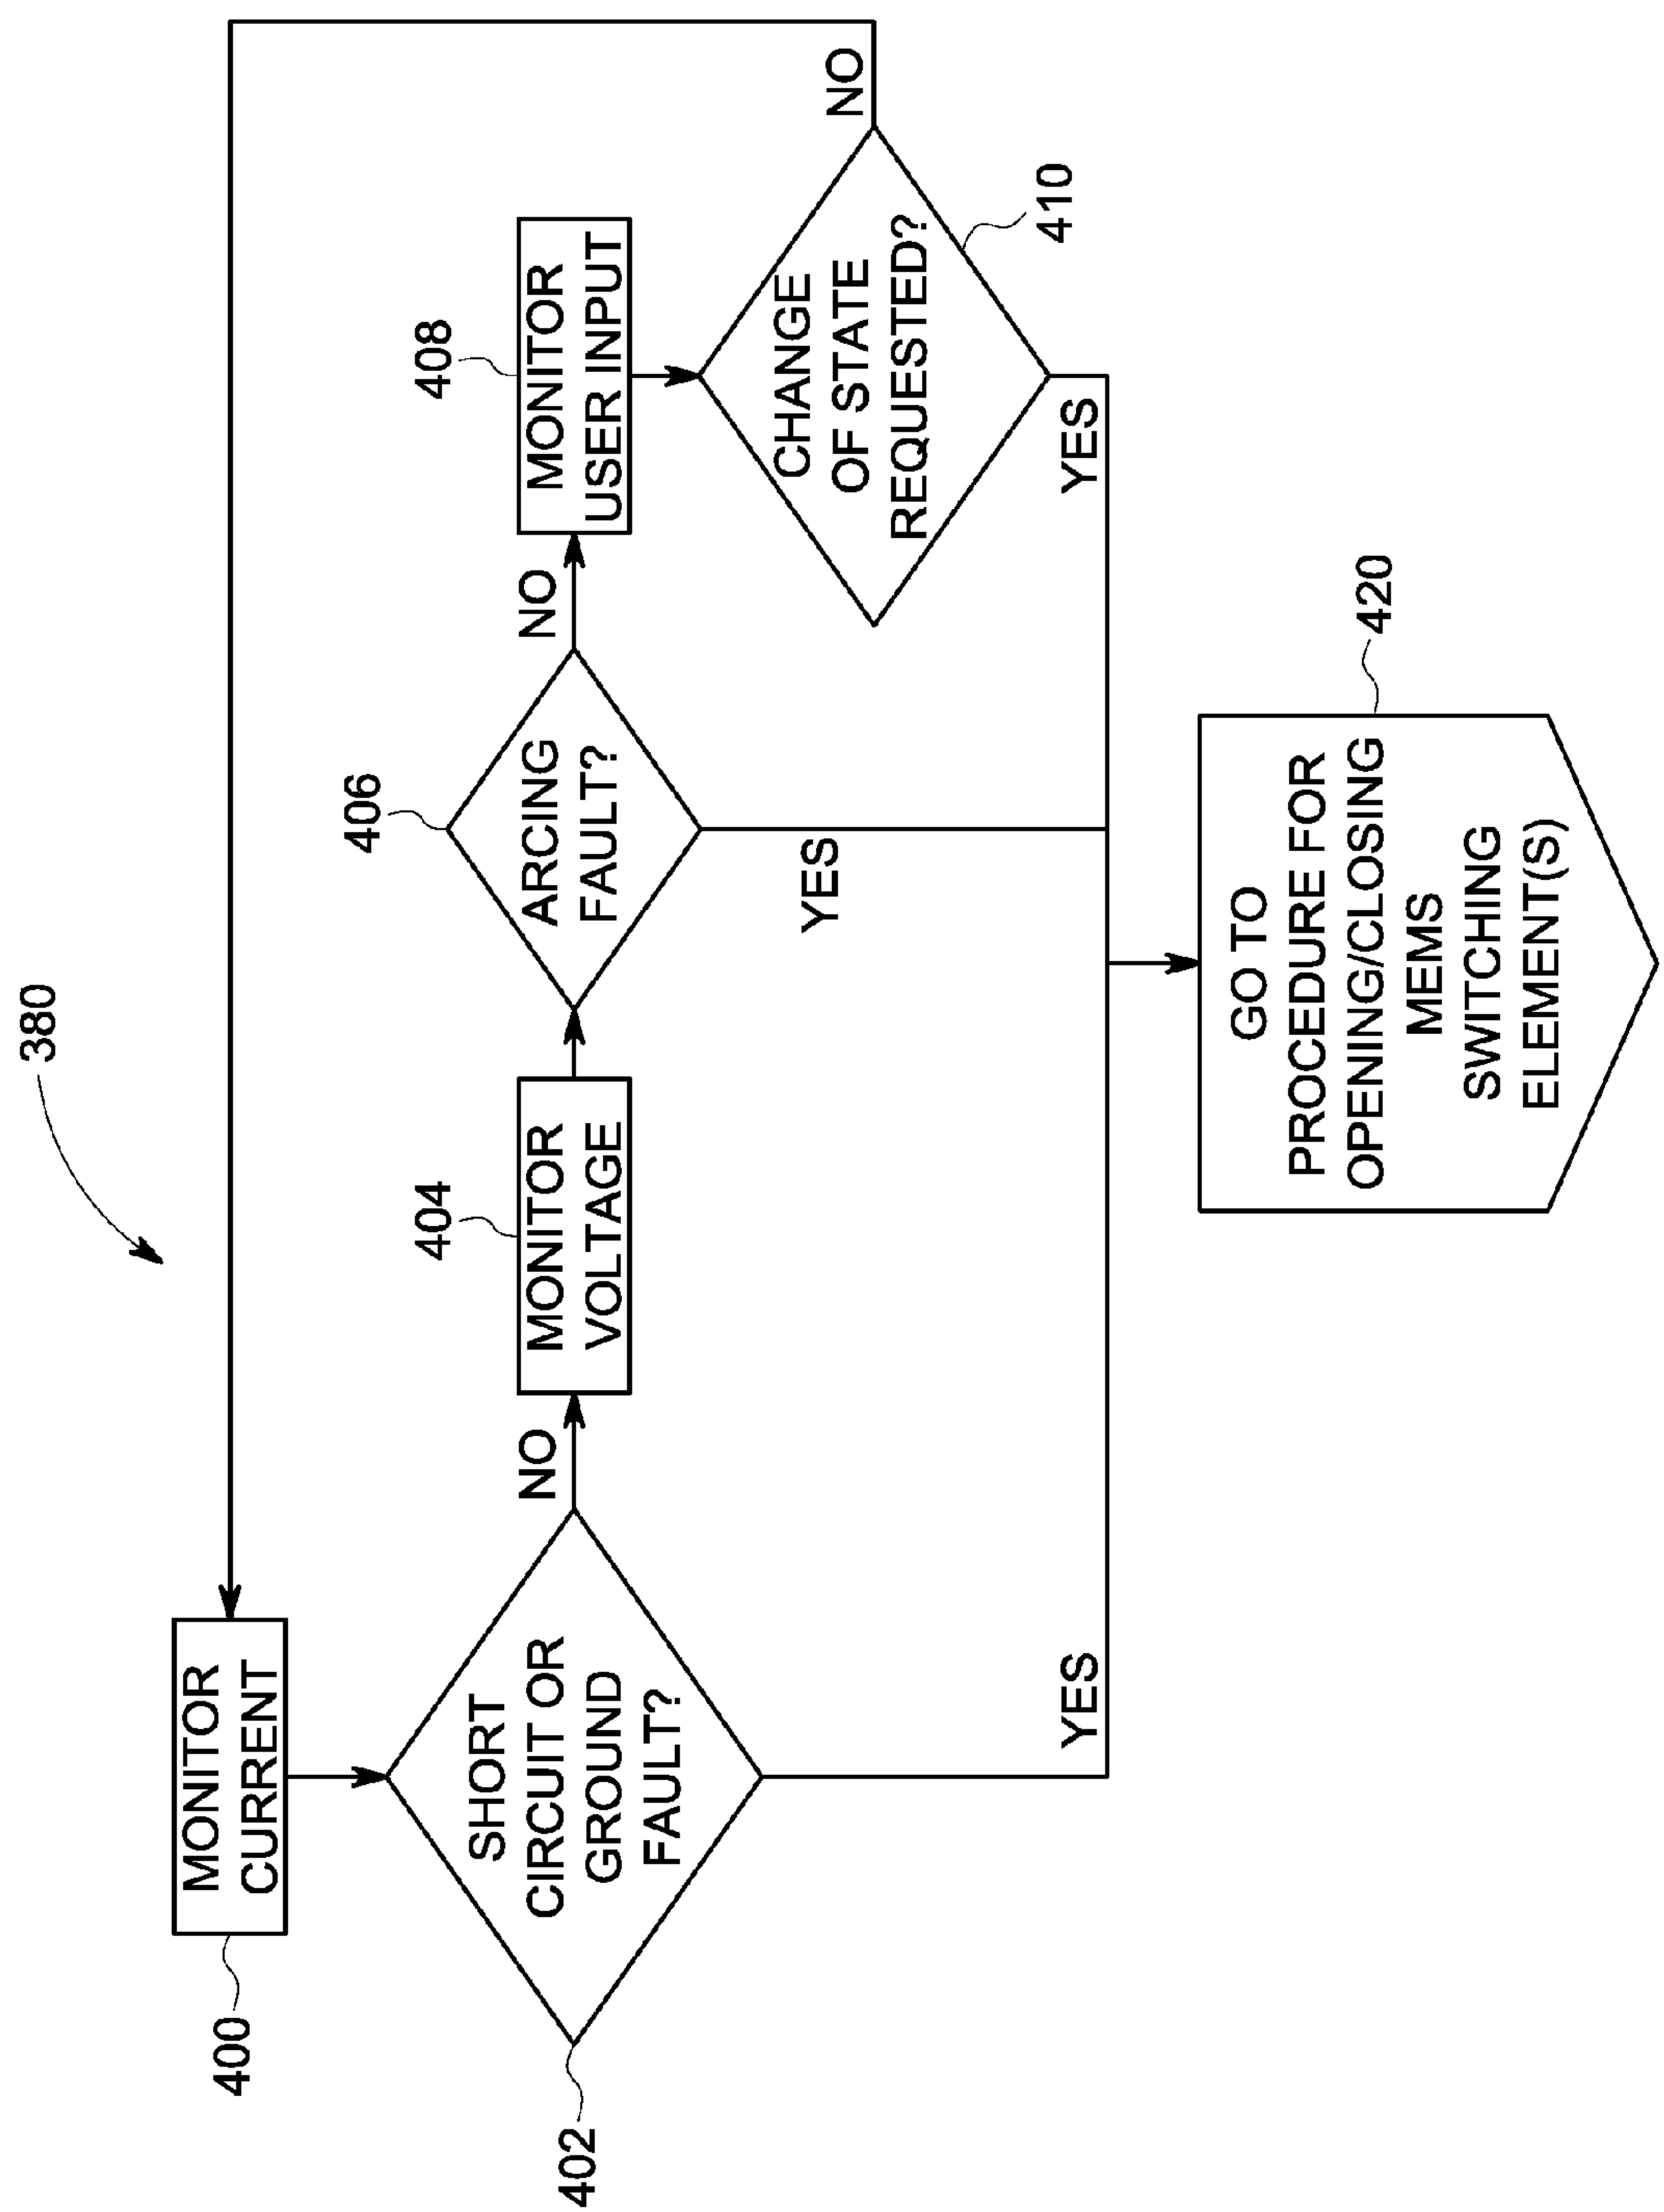 380
400
MONITOR
CURRENT
402
SHORT
CIRCUIT OR
GROUND
FAULT?
NO
YES
404
MONITOR
VOLTAGE
406
ARCING
FAULT?
NO
YES
408
MONITOR
USER INPUT
CHANGE
OF STATE
REQUESTED?
410
NO
YES
GO TO
PROCEDURE FOR
OPENING/CLOSING
MEMS
SWITCHING
ELEMENT(S)
420